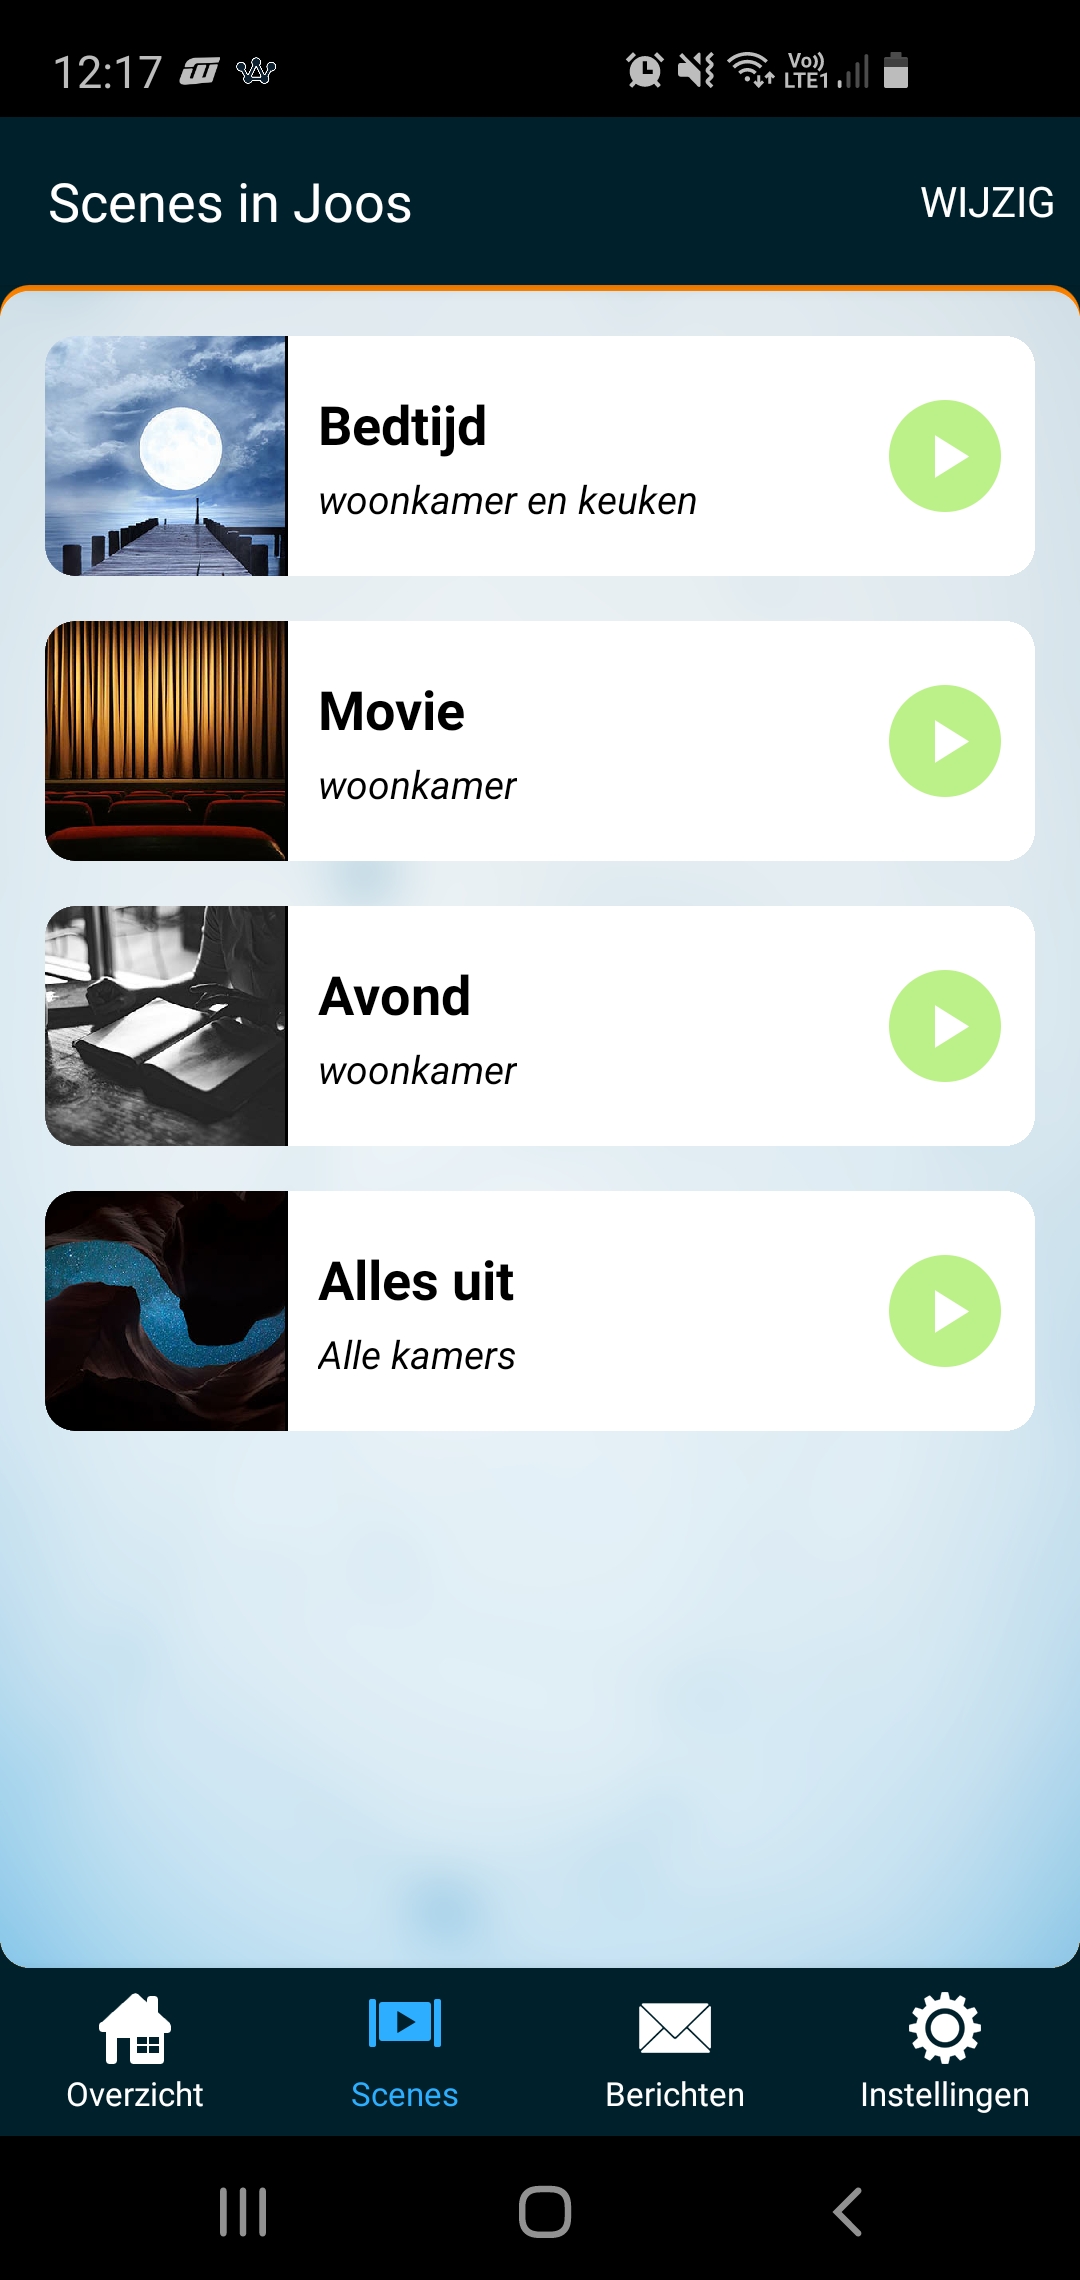 12:17
Vo))
LTE1
Scenes in Joos
WIJZIG
Bedtijd
woonkamer en keuken
Movie
woonkamer
Avond
woonkamer
Alles uit
Alle kamers
Overzicht
Scenes
Berichten
Instellingen